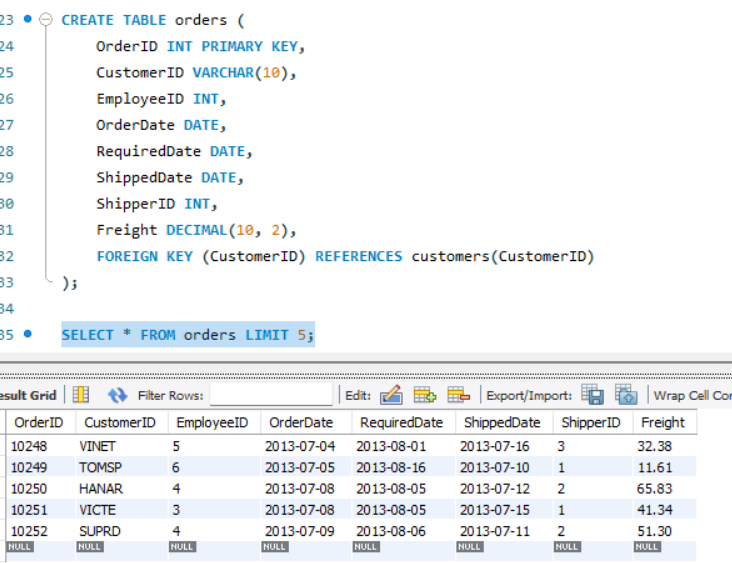 23 CREATE TABLE orders (
24 OrderID INT PRIMARY KEY,
25 CustomerID VARCHAR(10),
26 EmployeeID INT,
27 OrderDate DATE,
28 RequiredDate DATE,
29 ShippedDate DATE,
30 ShipperID INT,
31 Freight DECIMAL(10, 2),
32 FOREIGN KEY (CustomerID) REFERENCES customers(CustomerID)
33 );
34
35 SELECT * FROM orders LIMIT 5;
esult Grid Filter Rows: Edit: Export/Import: Wrap Cell Cor
OrderID CustomerID EmployeeID OrderDate RequiredDate ShippedDate ShipperID Freight
10248 VINET 5 2013-07-04 2013-08-01 2013-07-16 3 32.38
10249 TOMSP 6 2013-07-05 2013-08-16 2013-07-10 1 11.61
10250 HANAR 4 2013-07-08 2013-08-05 2013-07-12 2 65.83
10251 VICTE 3 2013-07-08 2013-08-05 2013-07-15 1 41.34
10252 SUPRD 4 2013-07-09 2013-08-06 2013-07-11 2 51.30
NULL NULL NULL NULL NULL NULL NULL NULL